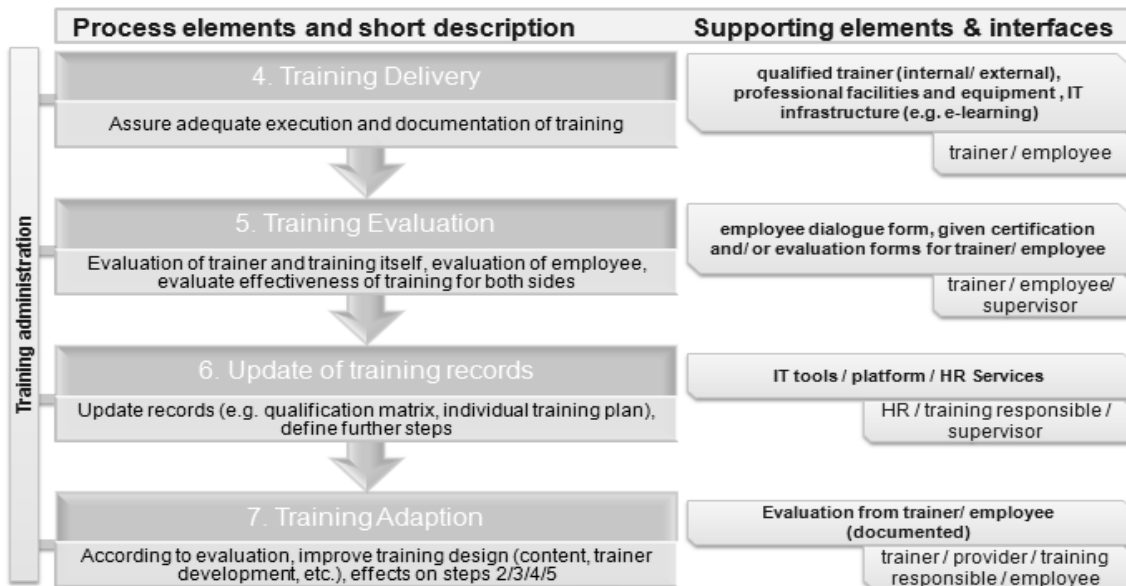 Process elements and short description
Supporting elements & interfaces
Training administration
4. Training Delivery
Assure adequate execution and documentation of training
qualified trainer (internal/ external),
professional facilities and equipment , IT
infrastructure (e.g. e-learning)
trainer / employee
5. Training Evaluation
Evaluation of trainer and training itself, evaluation of employee,
evaluate effectiveness of training for both sides
employee dialogue form, given certification
and/ or evaluation forms for trainer/ employee
trainer / employee/
supervisor
6. Update of training records
Update records (e.g. qualification matrix, individual training plan),
define further steps
IT tools / platform / HR Services
HR / training responsible /
supervisor
7. Training Adaption
According to evaluation, improve training design (content, trainer
development, etc.), effects on steps 2/3/4/5
Evaluation from trainer/ employee
(documented)
trainer / provider / training
responsible / employee